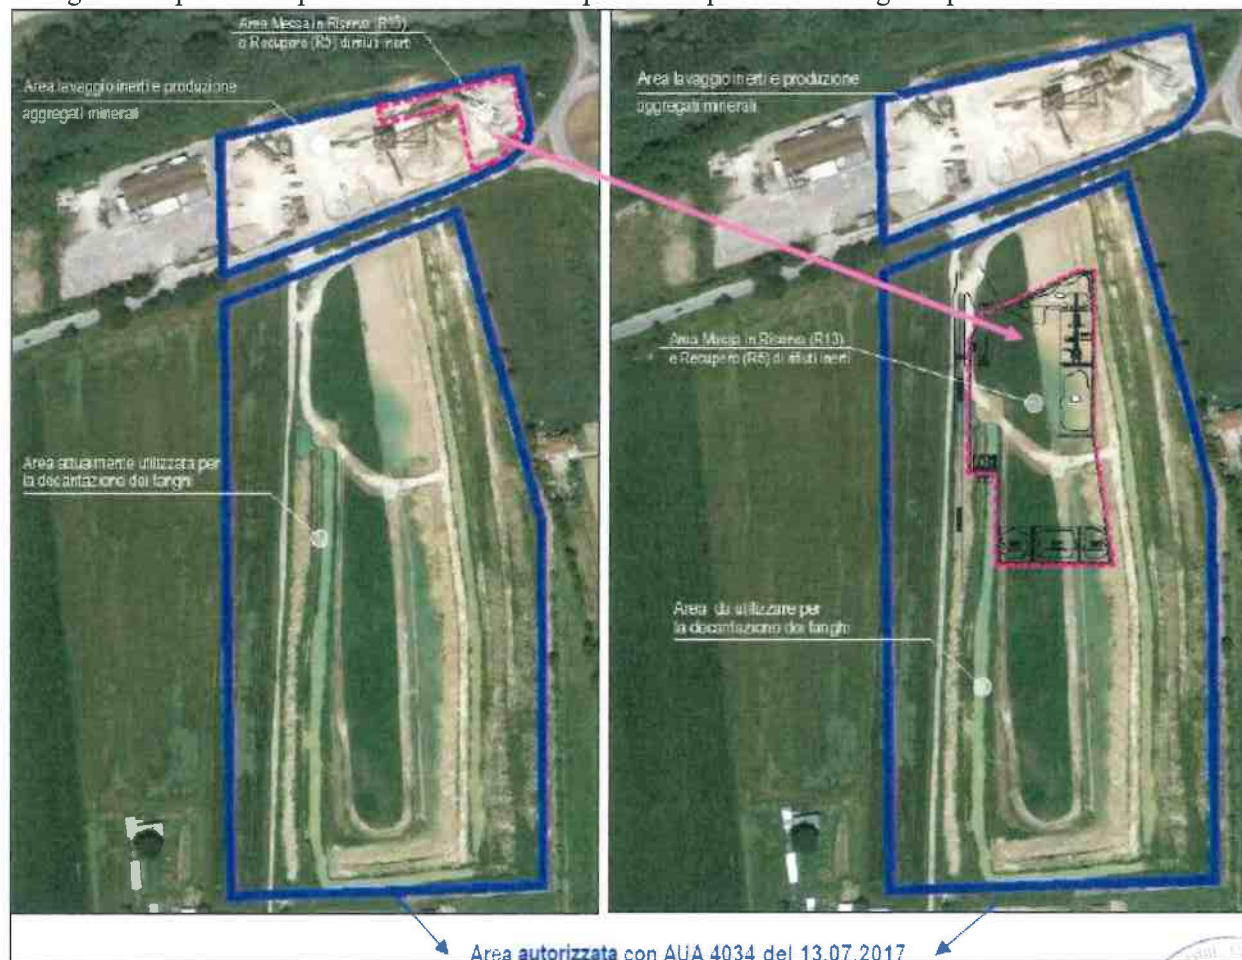 Area Messa in Riserva (R13)
e Recupero (R5) di rifiuti inerti
Area lavaggio inerti e produzione
aggregati minerali
Area attualmente utilizzata per
la decantazione dei fanghi
Area lavaggio inerti e produzione
aggregati minerali
Area Messa in Riserva (R13)
e Recupero (R5) di rifiuti inerti
Area da utilizzare per
la decantazione dei fanghi
Area autorizzata con AUA 4034 del 13.07.2017